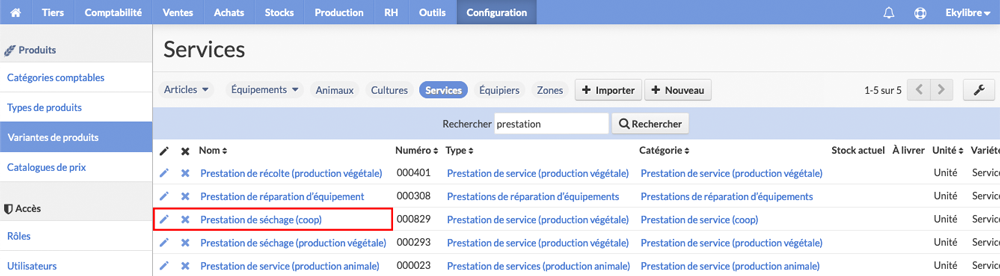 Tiers Comptabilité Ventes Achats Stocks Production RH Outils Configuration Ekylibre
Produits
Catégories comptables
Types de produits
Variantes de produits
Catalogues de prix
Accès
Rôles
Utilisateurs
Services
Articles Équipements Animaux Cultures Services Équipiers Zones Importer Nouveau 1-5 sur 5
Rechercher prestation Rechercher
Nom Numéro Type Catégorie Stock actuel À livrer Unité Variété
Prestation de récolte (production végétale) 000401 Prestation de service (production végétale) Prestation de service (production végétale) Unité Service
Prestation de réparation d'équipement 000308 Prestations de réparation d'équipements Prestations de réparation d'équipements Unité Service
Prestation de séchage (coop) 000829 Prestation de service (production végétale) Prestation de service (coop) Unité Service
Prestation de séchage (production végétale) 000293 Prestation de service (production végétale) Prestation de service (production végétale) Unité Service
Prestation de service (production animale) 000023 Prestation de services (production animale) Prestation de service (production animale) Unité Service